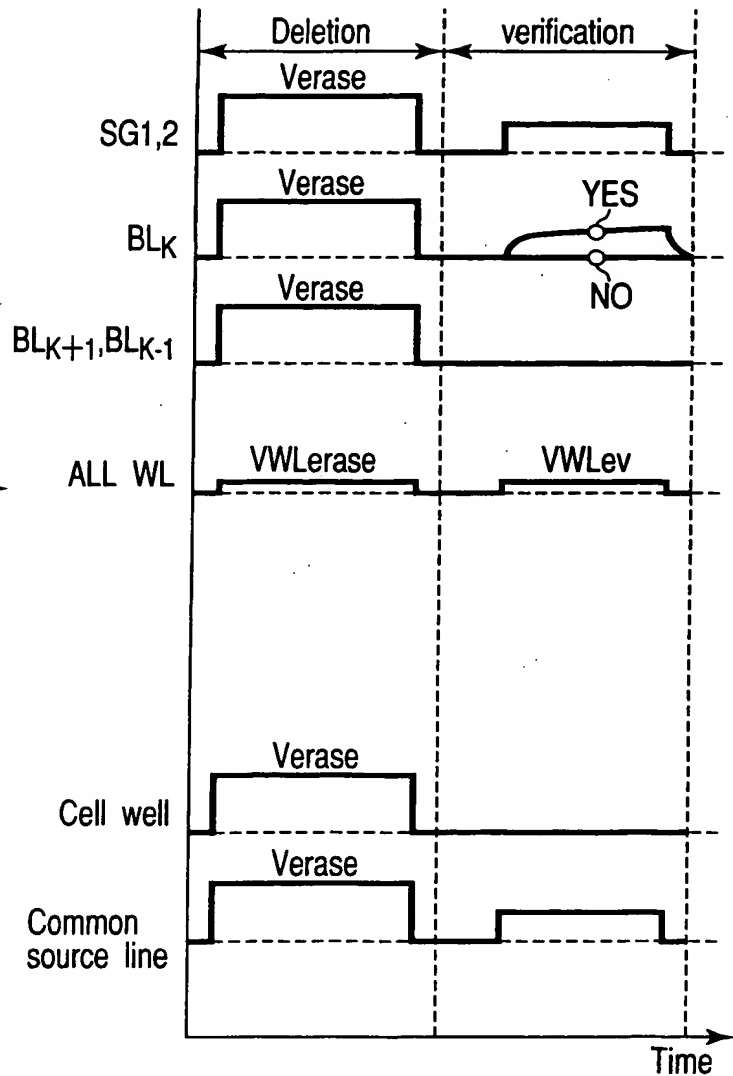 Deletion verification
Verase
SG1,2
Verase
YES
BLK
NO
Verase
BLK+1,BLK-1
VWLerase VWLev
ALL WL
Verase
Cell well
Verase
Common
source line
Time